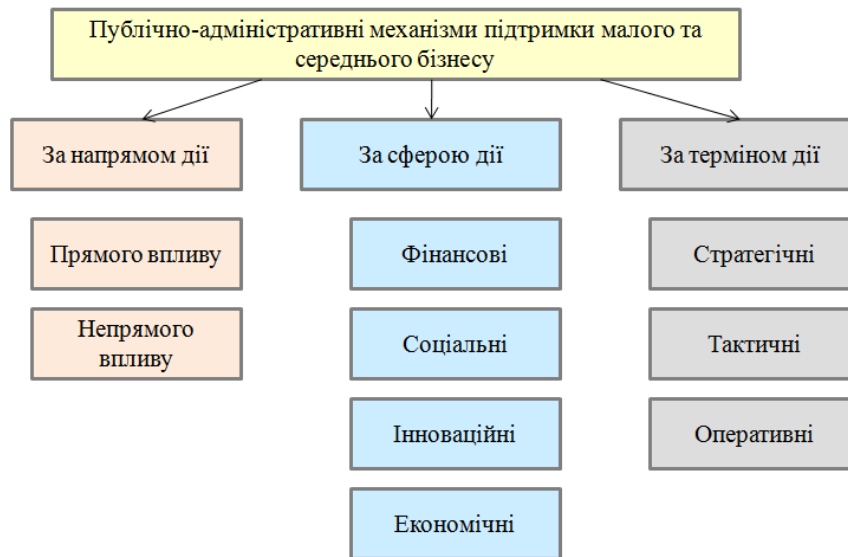 Публічно-адміністративні механізми підтримки малого та
середнього бізнесу
За напрямом дії
Прямого впливу
Непрямого
впливу
За сферою дії
Фінансові
Соціальні
Інноваційні
Економічні
За терміном дії
Стратегічні
Тактичні
Оперативні